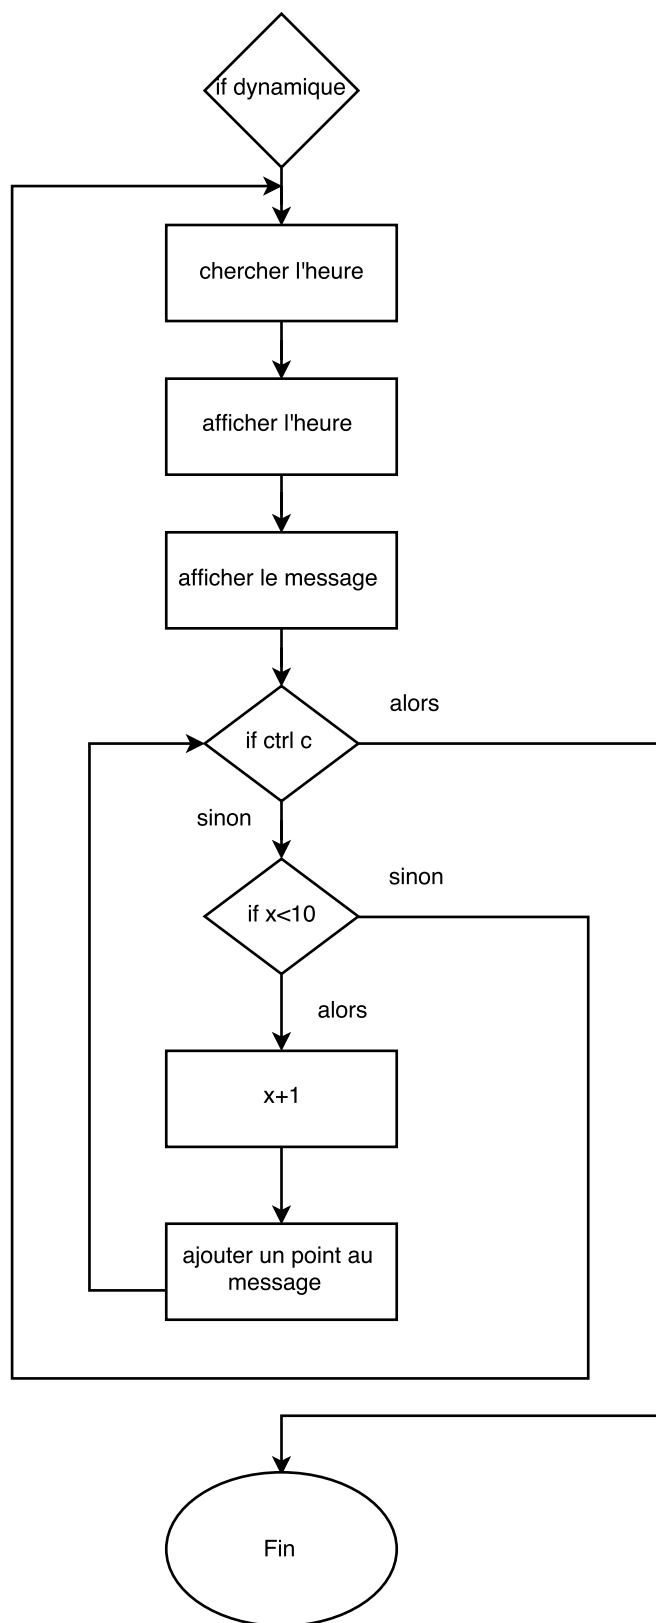 if dynamique
chercher l'heure
afficher l'heure
afficher le message
alors
if ctrl c
sinon
sinon
if x<10
alors
x+1
ajouter un point au
message
Fin